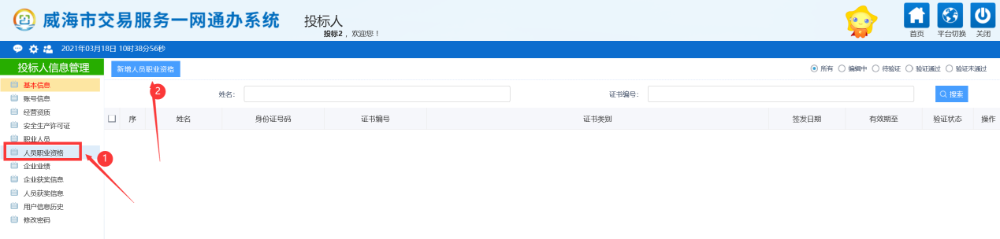 威海市交易服务一网通办系统
投标人
投标2 ，欢迎您！
首页 平台切换 关闭
2021年03月18日 10时38分56秒
投标人信息管理
基本信息
账号信息
经营资质
安全生产许可证
职业人员
人员职业资格
企业业绩
企业获奖信息
人员获奖信息
用户信息历史
修改密码
1
新增人员职业资格
2
所有 编辑中 待验证 验证通过 验证未通过
姓名： 证书编号： 搜索
序 姓名 身份证号码 证书编号 证书类别 签发日期 有效期至 验证状态 操作